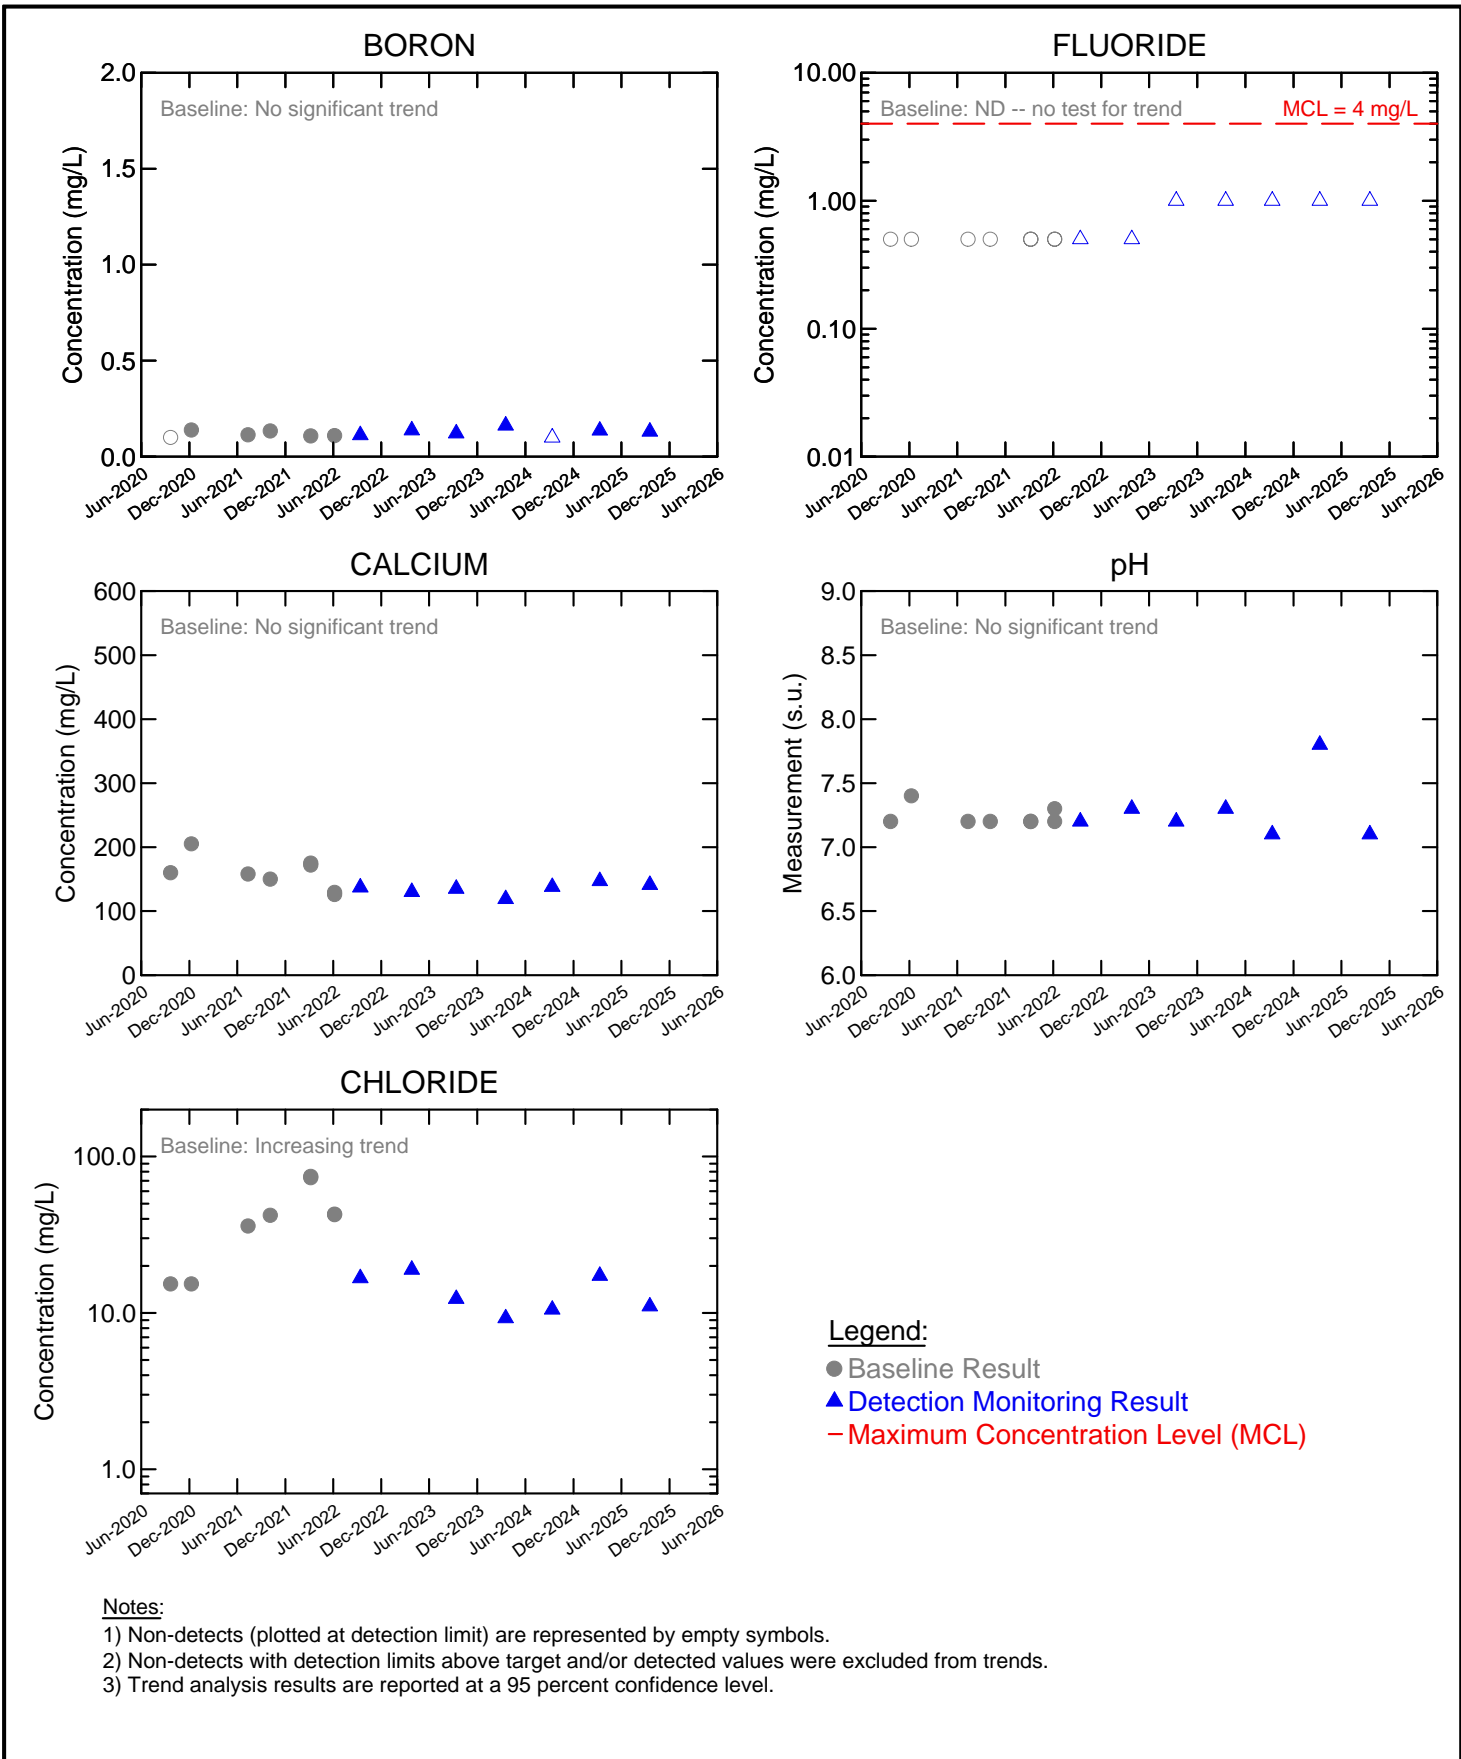 BORON
Baseline: No significant trend
Concentration (mg/L)
2.0
1.5
1.0
0.5
0.0
Jun-2020 Dec-2020 Jun-2021 Dec-2021 Jun-2022 Dec-2022 Jun-2023 Dec-2023 Jun-2024 Dec-2024 Jun-2025 Dec-2025 Jun-2026
FLUORIDE
Baseline: ND -- no test for trend MCL = 4 mg/L
Concentration (mg/L)
10.00
1.00
0.10
0.01
Jun-2020 Dec-2020 Jun-2021 Dec-2021 Jun-2022 Dec-2022 Jun-2023 Dec-2023 Jun-2024 Dec-2024 Jun-2025 Dec-2025 Jun-2026
CALCIUM
Baseline: No significant trend
Concentration (mg/L)
600
500
400
300
200
100
0
Jun-2020 Dec-2020 Jun-2021 Dec-2021 Jun-2022 Dec-2022 Jun-2023 Dec-2023 Jun-2024 Dec-2024 Jun-2025 Dec-2025 Jun-2026
pH
Baseline: No significant trend
Measurement (s.u.)
9.0
8.5
8.0
7.5
7.0
6.5
6.0
Jun-2020 Dec-2020 Jun-2021 Dec-2021 Jun-2022 Dec-2022 Jun-2023 Dec-2023 Jun-2024 Dec-2024 Jun-2025 Dec-2025 Jun-2026
CHLORIDE
Baseline: Increasing trend
Concentration (mg/L)
100.0
10.0
1.0
Jun-2020 Dec-2020 Jun-2021 Dec-2021 Jun-2022 Dec-2022 Jun-2023 Dec-2023 Jun-2024 Dec-2024 Jun-2025 Dec-2025 Jun-2026
Legend:
Baseline Result
Detection Monitoring Result
Maximum Concentration Level (MCL)
Notes:
1) Non-detects (plotted at detection limit) are represented by empty symbols.
2) Non-detects with detection limits above target and/or detected values were excluded from trends.
3) Trend analysis results are reported at a 95 percent confidence level.